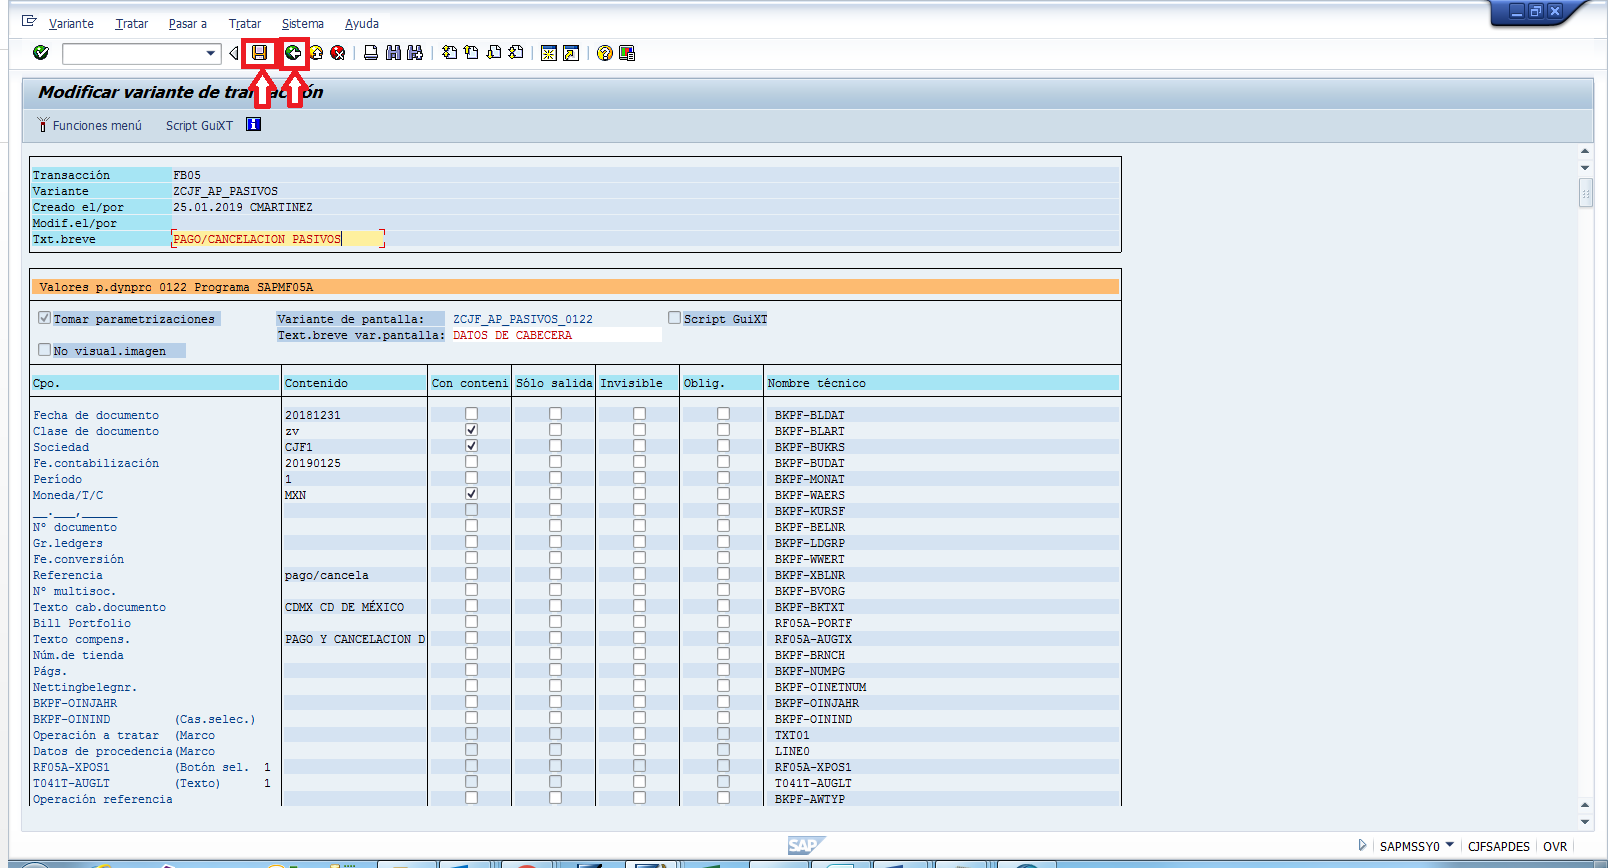 Variante Tratar Pasar a Tratar Sistema Ayuda
Modificar variante de tran
ción
Funciones menú Script GuiXT
Transacción FB05
Variante ZCJF_AP_PASIVOS
Creado el/por 25.01.2019 CMARTINEZ
Modif.el/por
Txt.breve PAGO/CANCELACION PASIVOS
Valores p.dynpro 0122 Programa SAPMF05A
Tomar parametrizaciones Variante de pantalla: ZCJF_AP_PASIVOS_0122 Script GuiXT
Text.breve var.pantalla: DATOS DE CABECERA
No visual.imagen
Cpo. Contenido Con conteni Sólo salida Invisible Oblig. Nombre técnico
Fecha de documento 20181231 BKPF-BLDAT
Clase de documento zv BKPF-BLART
Sociedad CJF1 BKPF-BUKRS
Fe.contabilización 20190125 BKPF-BUDAT
Período 1 BKPF-MONAT
Moneda/T/C MXN BKPF-WAERS
__.___,_____ BKPF-KURSF
N° documento BKPF-BELNR
Gr.ledgers BKPF-LDGRP
Fe.conversión BKPF-WWERT
Referencia pago/cancela BKPF-XBLNR
N° multisoc. BKPF-BVORG
Texto cab.documento CDMX CD DE MÉXICO BKPF-BKTXT
Bill Portfolio RF05A-PORTF
Texto compens. PAGO Y CANCELACION D RF05A-AUGTX
Núm.de tienda BKPF-BRNCH
Págs. BKPF-NUMPG
Nettingbelegnr. BKPF-OINETNUM
BKPF-OINJAHR BKPF-OINJAHR
BKPF-OININD (Cas.selec.) BKPF-OININD
Operación a tratar (Marco TXT01
Datos de procedencia (Marco LINE0
RF05A-XPOS1 (Botón sel. 1 RF05A-XPOS1
T041T-AUGLT (Texto) 1 T041T-AUGLT
Operación referencia BKPF-AWTYP
SAP
SAPMSSY0 CJFSAPDES OVR